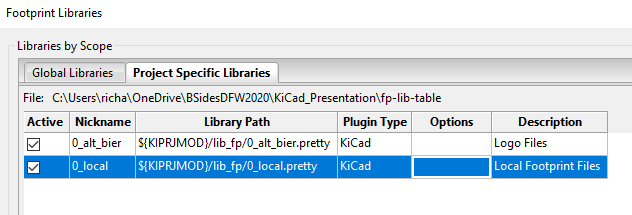 Footprint Libraries
Libraries by Scope
Global Libraries Project Specific Libraries
File: C:\Users\richa\OneDrive\BSidesDFW2020\KiCad_Presentation\fp-lib-table
Active Nickname Library Path Plugin Type Options Description
0_alt_bier ${KIPRJMOD}/lib_fp/0_alt_bier.pretty KiCad Logo Files
0_local ${KIPRJMOD}/lib_fp/0_local.pretty KiCad Local Footprint Files